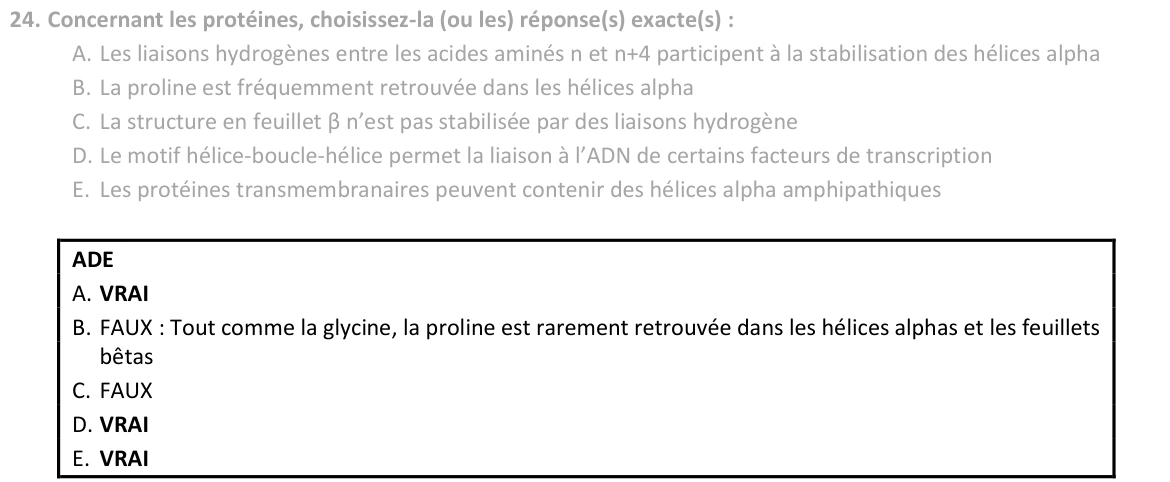 24. Concernant les protéines, choisissez-la (ou les) réponse(s) exacte(s) :
A. Les liaisons hydrogènes entre les acides aminés n et n+4 participent à la stabilisation des hélices alpha
B. La proline est fréquemment retrouvée dans les hélices alpha
C. La structure en feuillet β n’est pas stabilisée par des liaisons hydrogène
D. Le motif hélice-boucle-hélice permet la liaison à l’ADN de certains facteurs de transcription
E. Les protéines transmembranaires peuvent contenir des hélices alpha amphipathiques
ADE
A. VRAI
B. FAUX : Tout comme la glycine, la proline est rarement retrouvée dans les hélices alphas et les feuillets
bêtas
C. FAUX
D. VRAI
E. VRAI